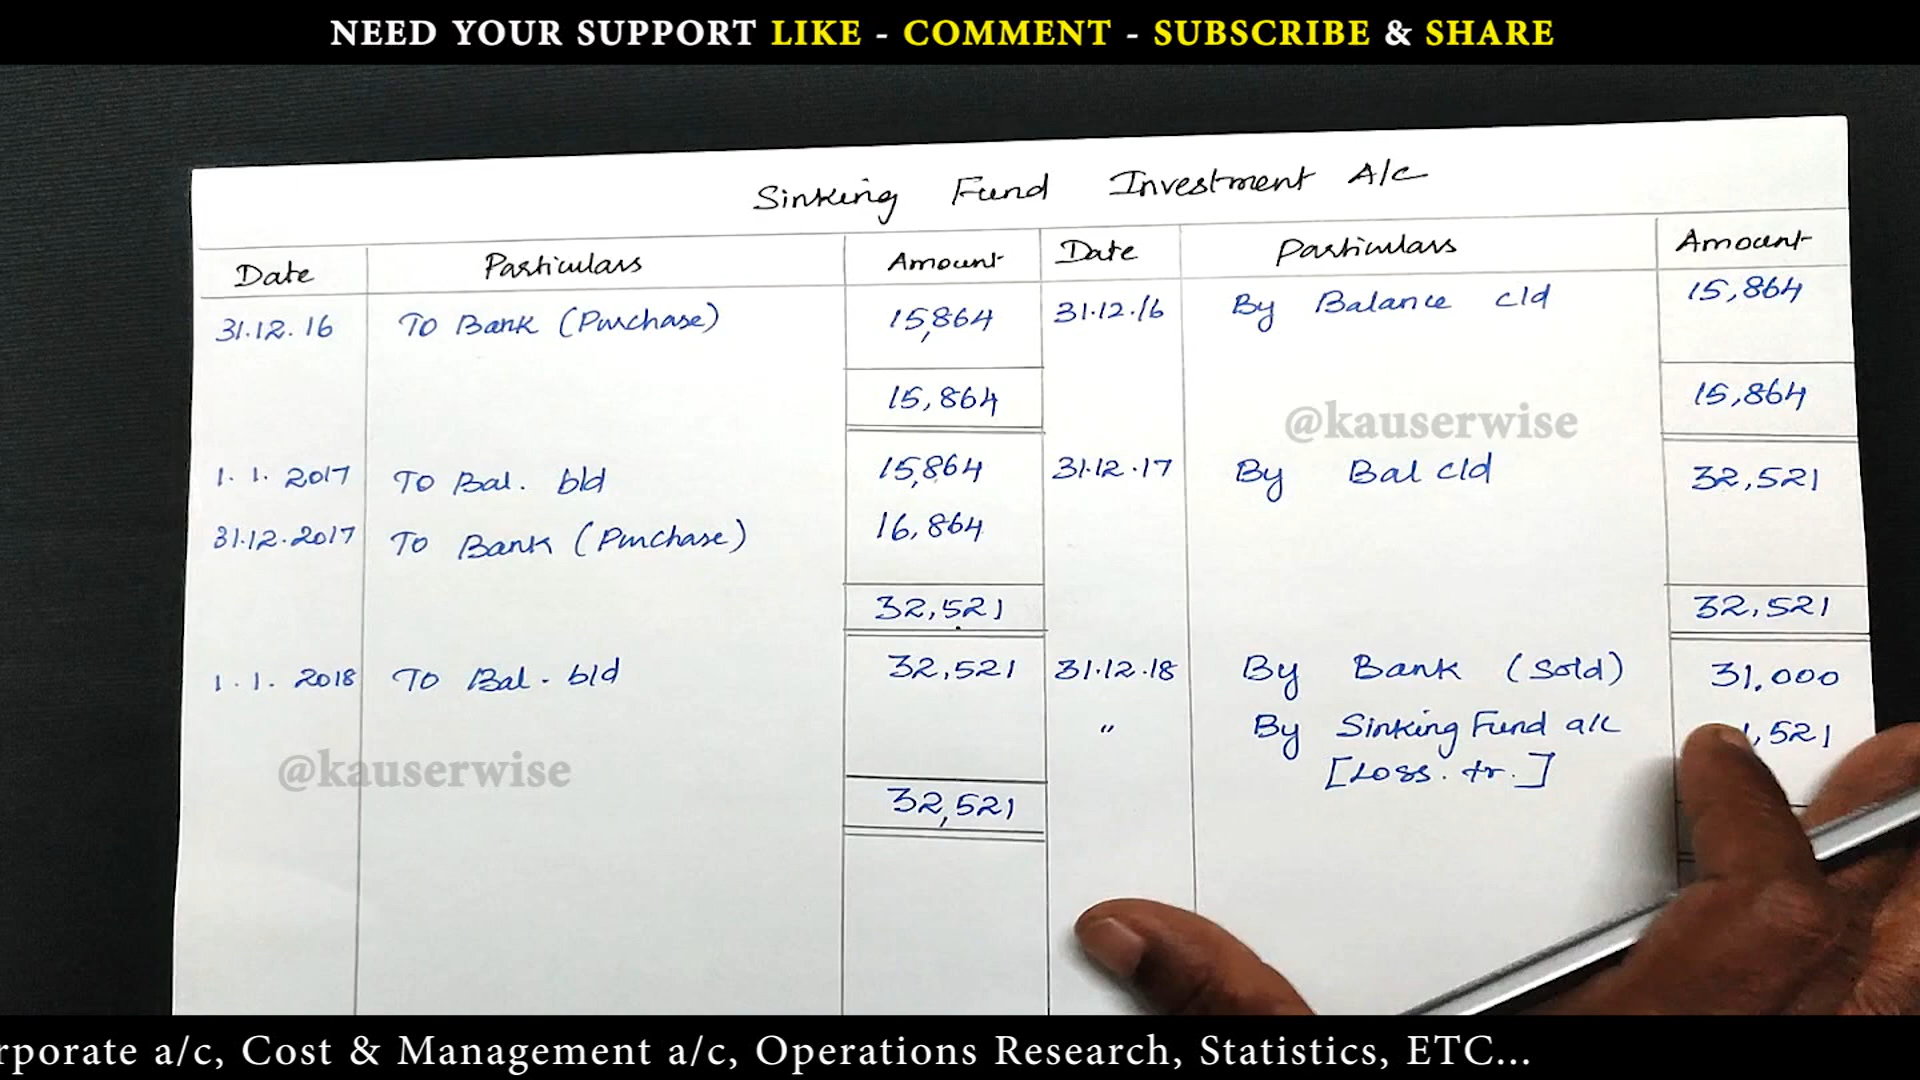 NEED YOUR SUPPORT LIKE - COMMENT - SUBSCRIBE & SHARE
Sinking Fund Investment A/c
Date Particulars Amount Date Particulars Amount
31.12.16 To Bank (Purchase) 15,864 31.12.16 By Balance c/d 15,864
15,864 15,864
@kauserwise
1.1.2017 To Bal. b/d 15,864 31.12.17 By Bal c/d 32,521
31.12.2017 To Bank (Purchase) 16,864
32,521 32,521
1.1.2018 To Bal. b/d 32,521 31.12.18 By Bank (Sold) 31,000
" By Sinking Fund a/c ,521
@kauserwise [Loss. tr.]
32,521
rporate a/c, Cost & Management a/c, Operations Research, Statistics, ETC...